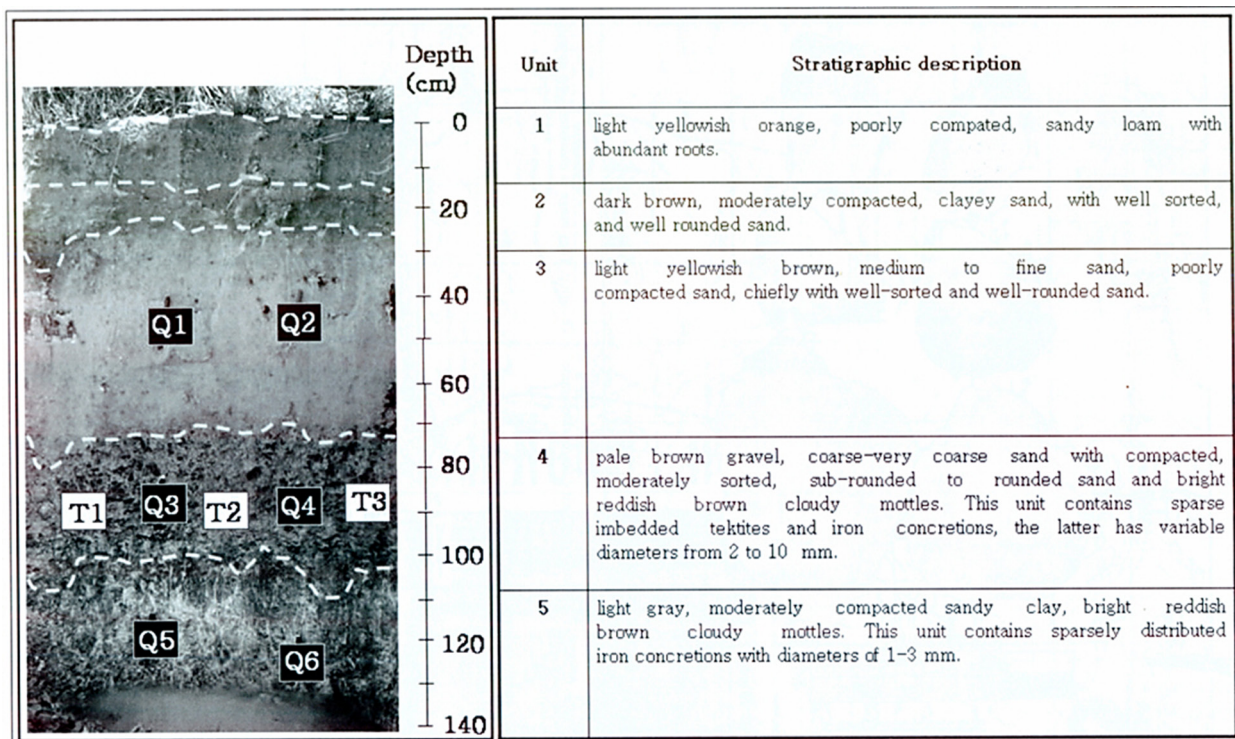 Depth
(cm)
0
20
40
60
80
100
120
140
Q1
Q2
T1
Q3
T2
Q4
T3
Q5
Q6
Unit
Stratigraphic description
1
light yellowish orange, poorly compated, sandy loam with
abundant roots.
2
dark brown, moderately compacted, clayey sand, with well sorted,
and well rounded sand.
3
light yellowish brown, medium to fine sand, poorly
compacted sand, chiefly with well-sorted and well-rounded sand.
4
pale brown gravel, coarse-very coarse sand with compacted,
moderately sorted, sub-rounded to rounded sand and bright
reddish brown cloudy mottles. This unit contains sparse
imbedded tektites and iron concretions, the latter has variable
diameters from 2 to 10 mm.
5
light gray, moderately compacted sandy clay, bright reddish
brown cloudy mottles. This unit contains sparsely distributed
iron concretions with diameters of 1-3 mm.